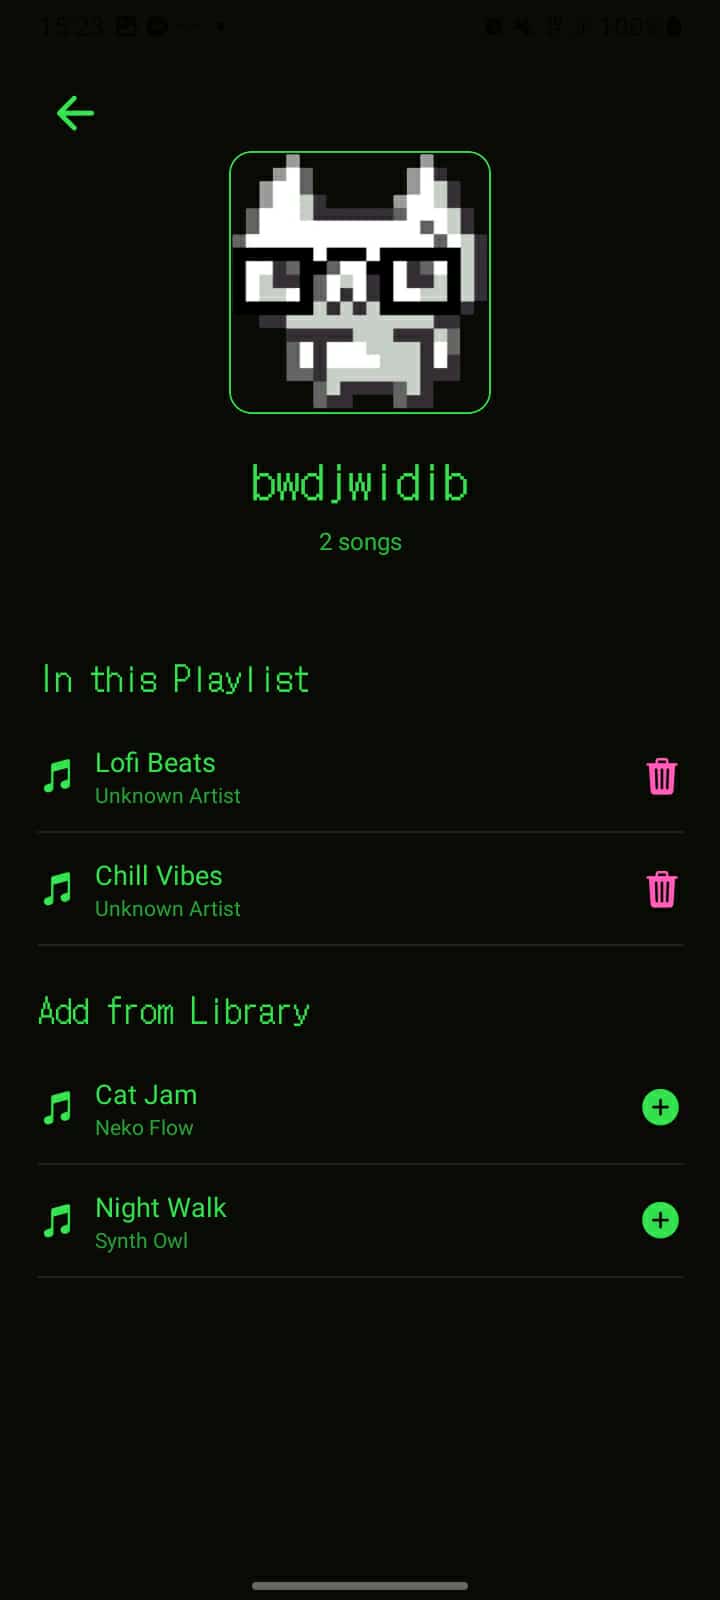 15:23 100%
bwdjwidib
2 songs
In this Playlist
Lofi Beats
Unknown Artist
Chill Vibes
Unknown Artist
Add from Library
Cat Jam
Neko Flow
Night Walk
Synth Owl